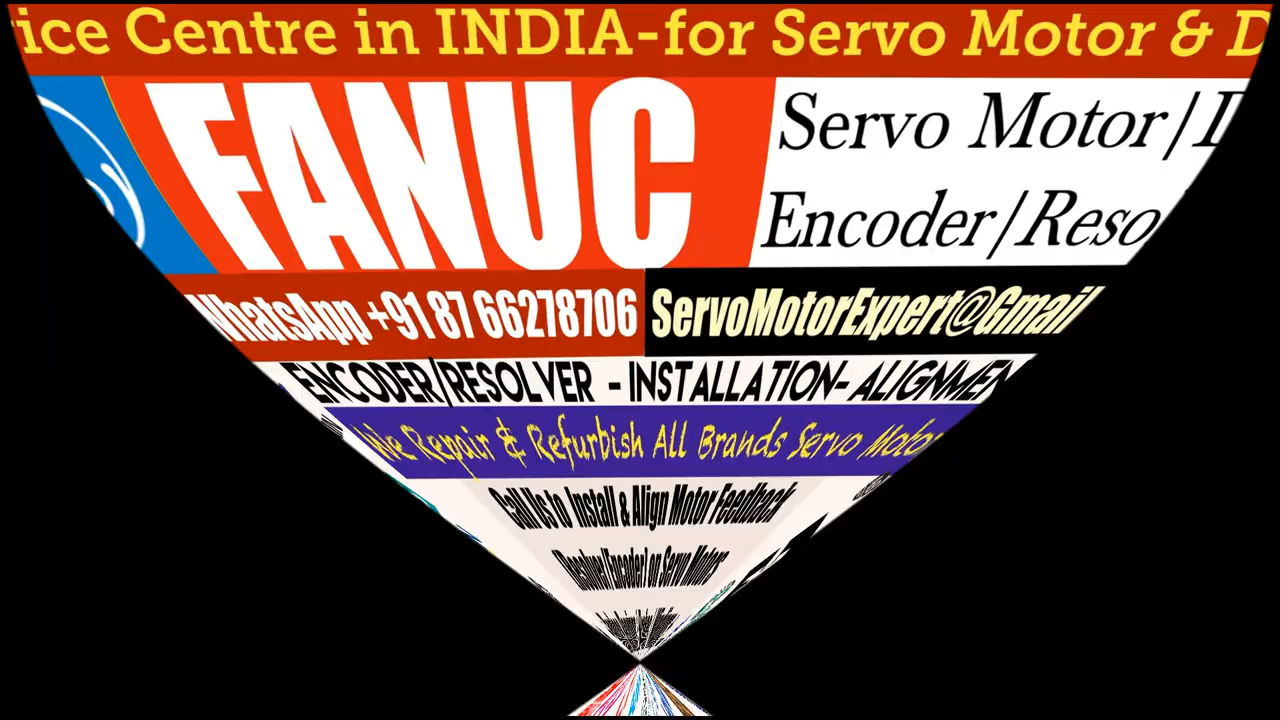 ice Centre in INDIA-for Servo Motor & D
FANUC
Servo Motor/
Encoder/Reso
WhatsApp +91 87 66278706
ServoMotorExpert@Gmail
ENCODER/RESOLVER - INSTALLATION- ALIGNMEN
We Repair & Refurbish All Brands Servo Motor
Call Us to Install & Align Motor Feedback
(Resolver/Encoder) on Servo Motors